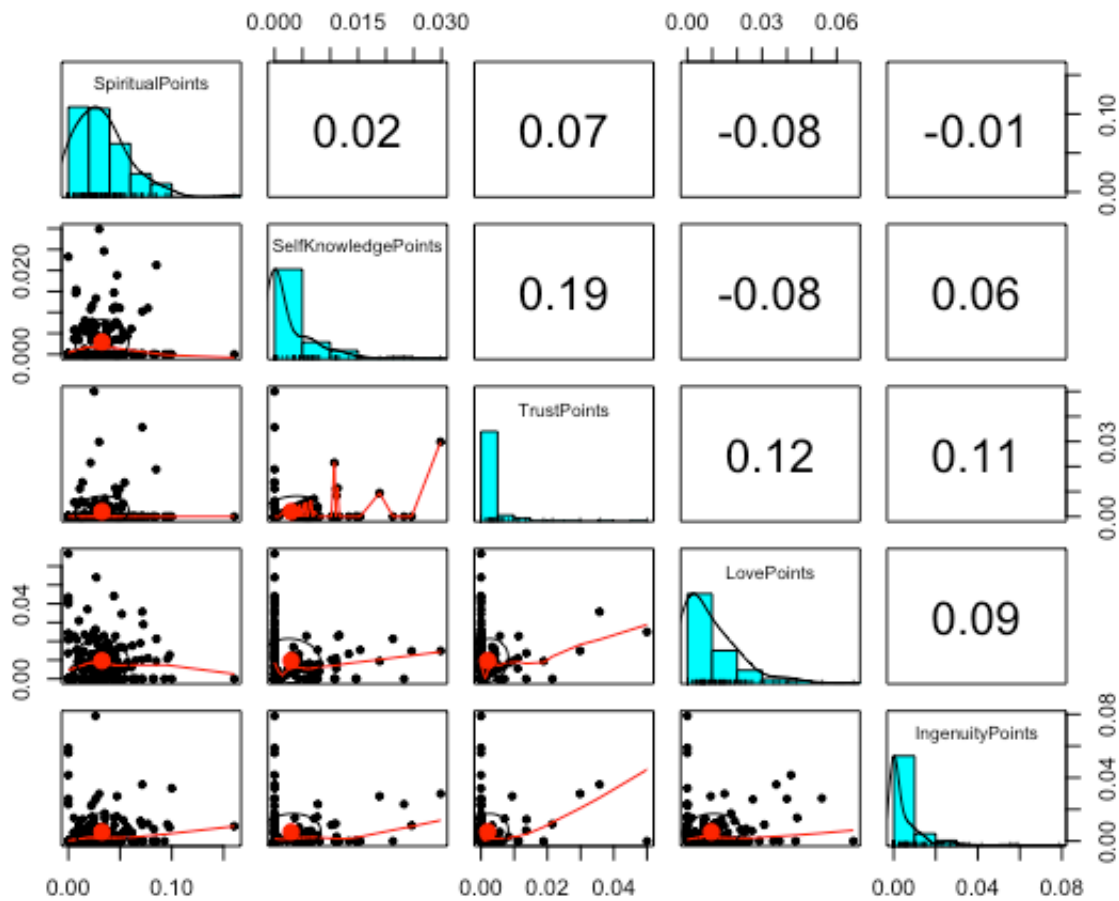 0.000 0.015 0.030 0.00 0.03 0.06
SpiritualPoints 0.02 0.07 -0.08 -0.01 0.00 0.10
0.000 0.020 SelfKnowledgePoints 0.19 -0.08 0.06
TrustPoints 0.12 0.11 0.00 0.03
0.00 0.04 LovePoints 0.09
IngenuityPoints 0.00 0.04 0.08
0.00 0.10 0.00 0.04 0.00 0.04 0.08